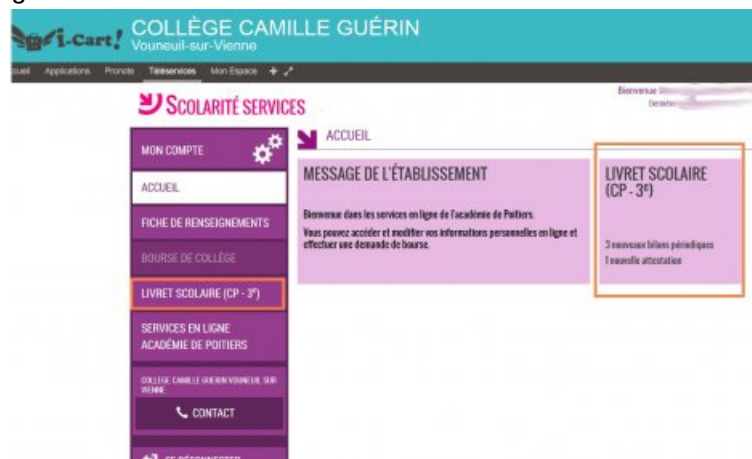 g
i-Cart!
COLLÈGE CAMILLE GUÉRIN
Vouneuil-sur-Vienne
Applications Pronote Téléservices Mon Espace +
SCOLARITÉ SERVICES
Bienvenue
MON COMPTE
ACCUEIL
ACCUEIL
MESSAGE DE L'ÉTABLISSEMENT
Bienvenue dans les services en ligne de l'académie de Poitiers.
Vous pouvez accéder et modifier vos informations personnelles en ligne et
effectuer une demande de bourse.
LIVRET SCOLAIRE
(CP - 3e)
3 nouveaux bilans périodiques
1 nouvelle attestation
FICHE DE RENSEIGNEMENTS
BOURSE DE COLLÈGE
LIVRET SCOLAIRE (CP - 3e)
SERVICES EN LIGNE
ACADÉMIE DE POITIERS
COLLEGE CAMILLE GUERIN VOUNEUIL SUR
VIENNE
CONTACT
SE DÉCONNECTER